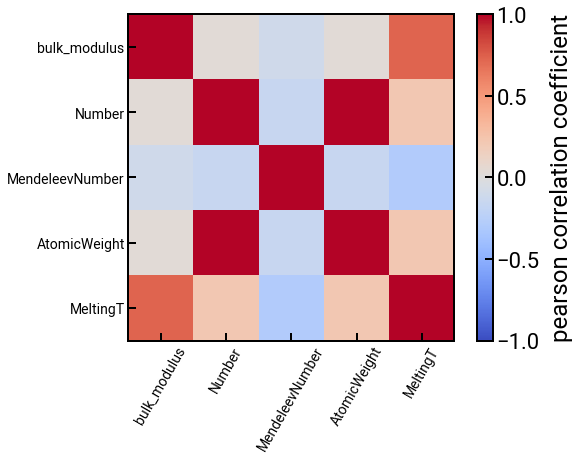 bulk_modulus
Number
MendeleevNumber
AtomicWeight
MeltingT
bulk_modulus
Number
MendeleevNumber
AtomicWeight
MeltingT
1.0
0.5
0.0
−0.5
−1.0
pearson correlation coefficient